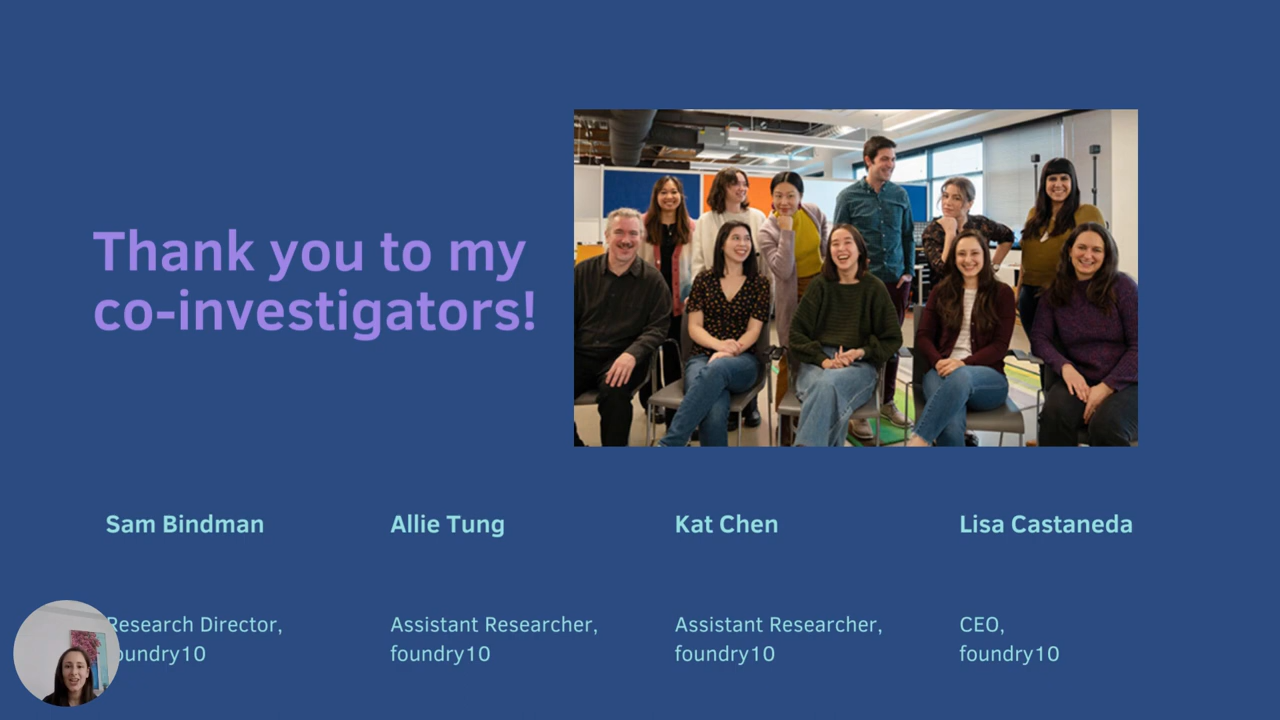 Thank you to my
co-investigators!
Sam Bindman
Allie Tung
Kat Chen
Lisa Castaneda
Research Director,
foundry10
Assistant Researcher,
foundry10
Assistant Researcher,
foundry10
CEO,
foundry10